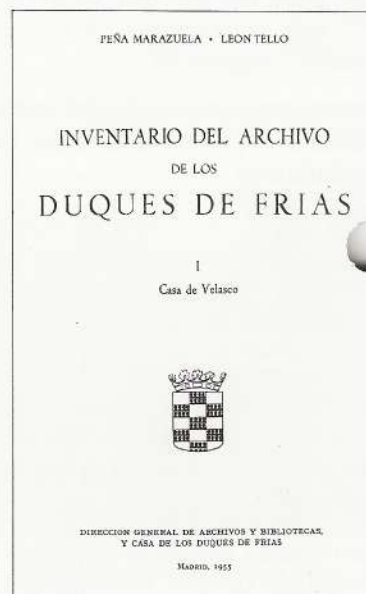 PEÑA MARAZUELA • LEON TELLO
INVENTARIO DEL ARCHIVO
DE LOS
DUQUES DE FRIAS
I
Casa de Velasco
DIRECCION GENERAL DE ARCHIVOS Y BIBLIOTECAS,
Y CASA DE LOS DUQUES DE FRIAS
MADRID, 1955